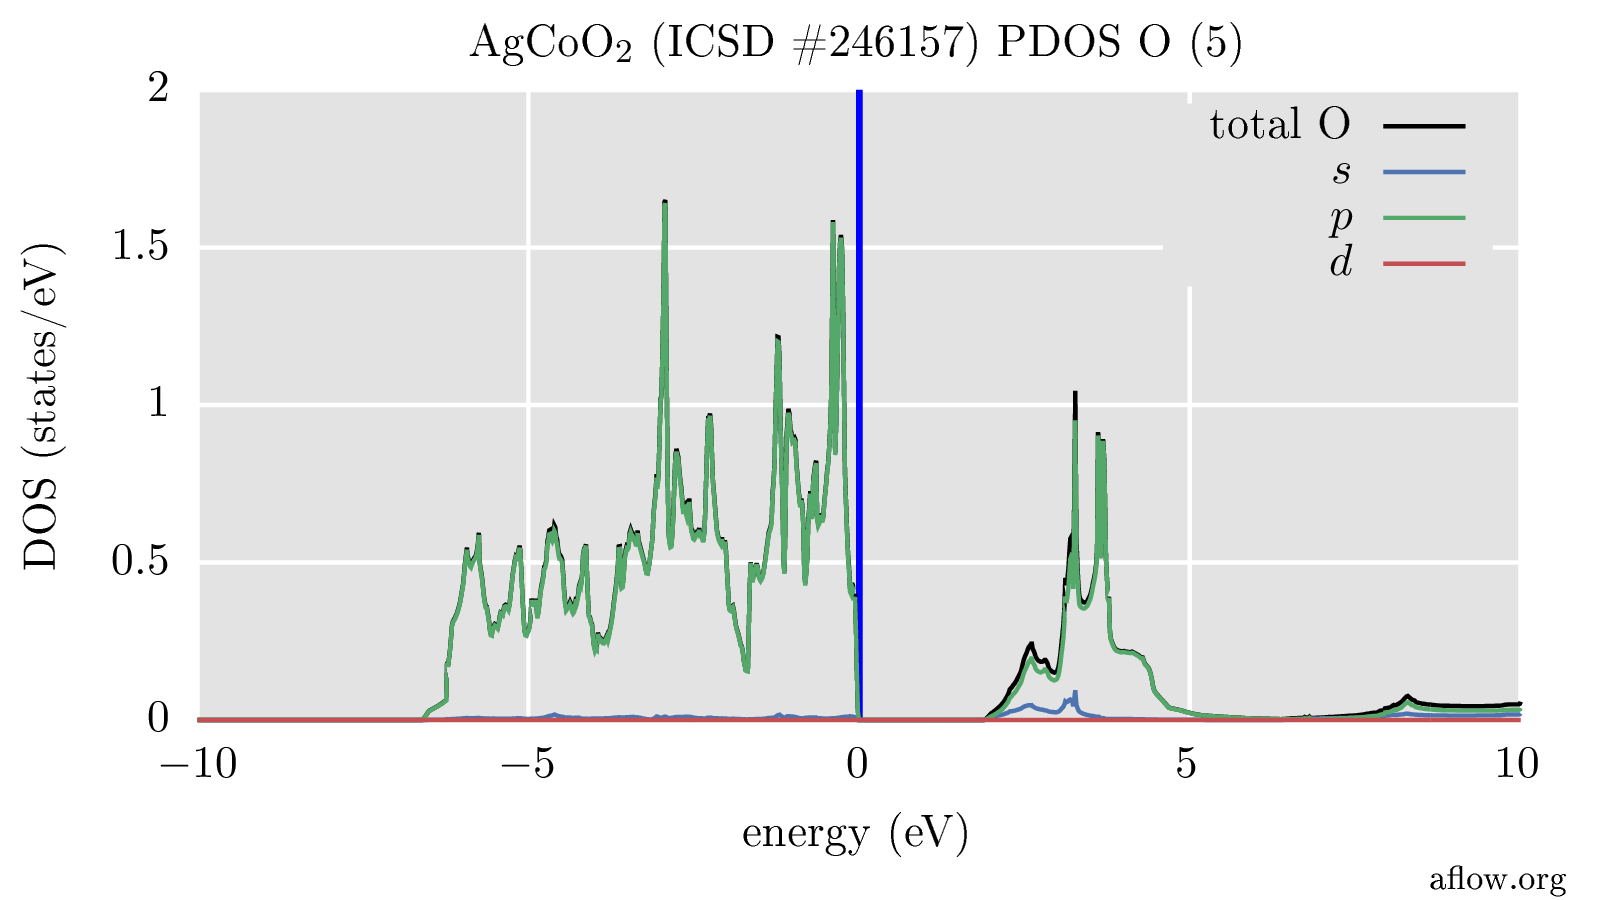 AgCoO₂ (ICSD #246157) PDOS O (5)
total O
s
p
d
DOS (states/eV)
2
1.5
1
0.5
0
−10
−5
0
5
10
energy (eV)
aflow.org